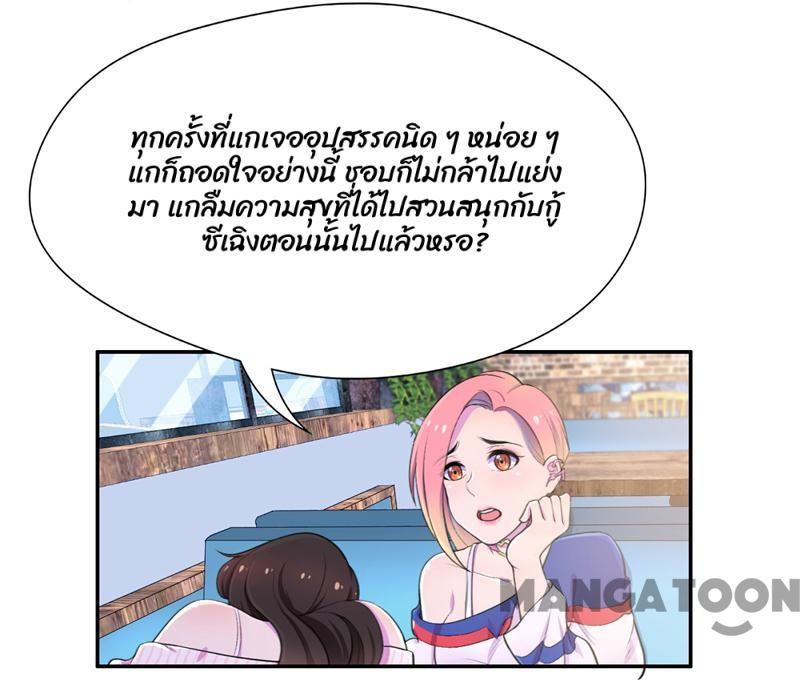 ทุกครั้งที่แกเจออุปสรรคนิด ๆ หน่อย ๆ
แกก็ถอดใจอย่างนี้ ชอบก็ไม่กล้าไปแย่ง
มา แกลืมความสุขที่ได้ไปสวนสนุกกับกู้
ซีเฉิงตอนนั้นไปแล้วหรอ?
MANGATOON